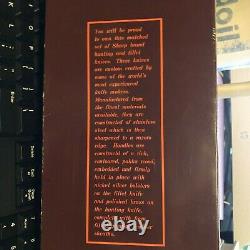 You will be proud to
own this matched
set of Sheep bound
hunting and fillet
knives. These knives
are custom crafted by
some of the world's
most experienced
knife makers.
Manufactured from
the finest materials
available, they are
constructed of stainless
steel which is then
sharpened to a razors
edge. Handles are
constructed of a rich,
contoured, pakka wood,
embedded and firmly
held in place with
nickel silver bolsters
on the fillet knife
and polished brass on
the hunting knife,
complete with
sheaths.